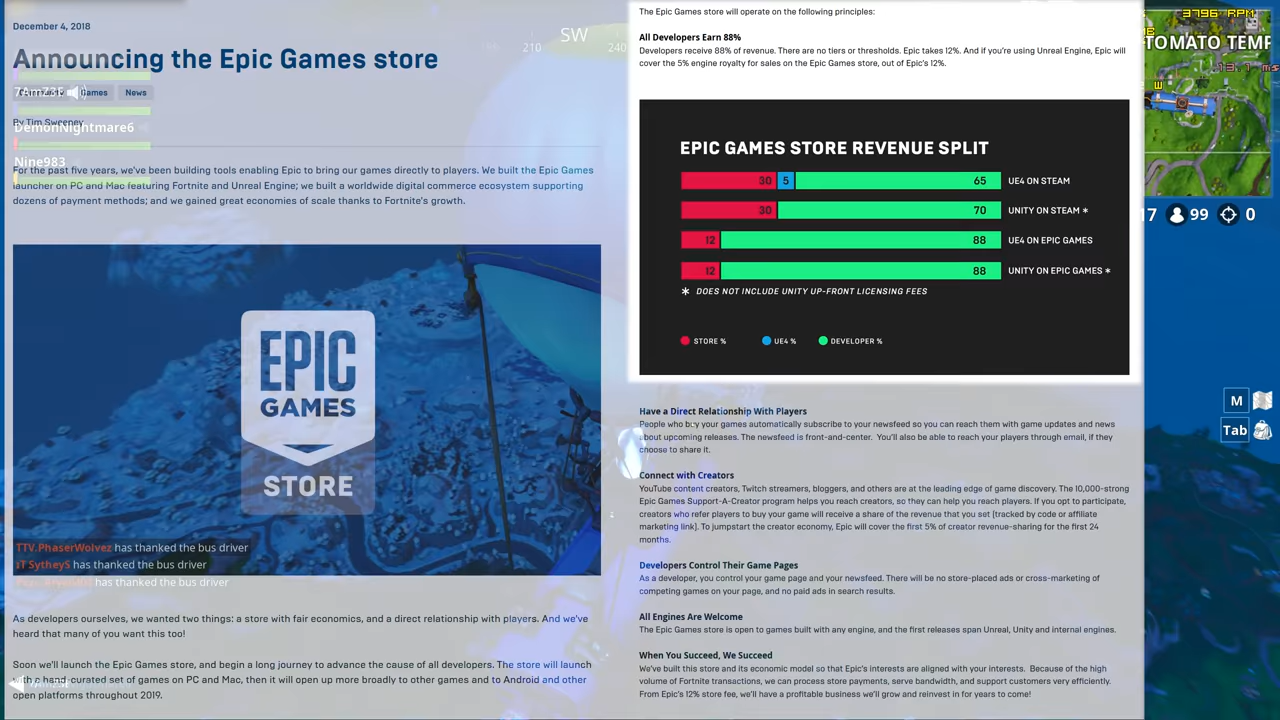 December 4, 2018
Announcing the Epic Games store
Games
News
By Tim Sweeney
DemonNightmare6
Nine983
For the past five years, we've been building tools enabling Epic to bring our games directly to players. We built the Epic Games
launcher on PC and Mac featuring Fortnite and Unreal Engine; we built a worldwide digital commerce ecosystem supporting
dozens of payment methods; and we gained great economies of scale thanks to Fortnite's growth.
EPIC
GAMES
STORE
TTV.PhaserWolvez has thanked the bus driver
iT SytheyS has thanked the bus driver
has thanked the bus driver
As developers ourselves, we wanted two things: a store with fair economics, and a direct relationship with players. And we've
heard that many of you want this too!
Soon we'll launch the Epic Games store, and begin a long journey to advance the cause of all developers. The store will launch
with a hand-curated set of games on PC and Mac, then it will open up more broadly to other games and to Android and other
open platforms throughout 2019.
210
SW
240
The Epic Games store will operate on the following principles:
All Developers Earn 88%
Developers receive 88% of revenue. There are no tiers or thresholds. Epic takes 12%. And if you're using Unreal Engine, Epic will
cover the 5% engine royalty for sales on the Epic Games store, out of Epic's 12%.
EPIC GAMES STORE REVENUE SPLIT
30 5 65 UE4 ON STEAM
30 70 UNITY ON STEAM *
12 88 UE4 ON EPIC GAMES
12 88 UNITY ON EPIC GAMES *
* DOES NOT INCLUDE UNITY UP-FRONT LICENSING FEES
STORE % UE4 % DEVELOPER %
Have a Direct Relationship With Players
People who buy your games automatically subscribe to your newsfeed so you can reach them with game updates and news
about upcoming releases. The newsfeed is front-and-center. You'll also be able to reach your players through email, if they
choose to share it.
Connect with Creators
YouTube content creators, Twitch streamers, bloggers, and others are at the leading edge of game discovery. The 10,000-strong
Epic Games Support-A-Creator program helps you reach creators, so they can help you reach players. If you opt to participate,
creators who refer players to buy your game will receive a share of the revenue that you set (tracked by code or affiliate
marketing link). To jumpstart the creator economy, Epic will cover the first 5% of creator revenue-sharing for the first 24
months.
Developers Control Their Game Pages
As a developer, you control your game page and your newsfeed. There will be no store-placed ads or cross-marketing of
competing games on your page, and no paid ads in search results.
All Engines Are Welcome
The Epic Games store is open to games built with any engine, and the first releases span Unreal, Unity and internal engines.
When You Succeed, We Succeed
We've built this store and its economic model so that Epic's interests are aligned with your interests. Because of the high
volume of Fortnite transactions, we can process store payments, serve bandwidth, and support customers very efficiently.
From Epic's 12% store fee, we'll have a profitable business we'll grow and reinvest in for years to come!
3796 RPM
TOMATO TEMP
13.1 ms
W
17 99 0
M
Tab